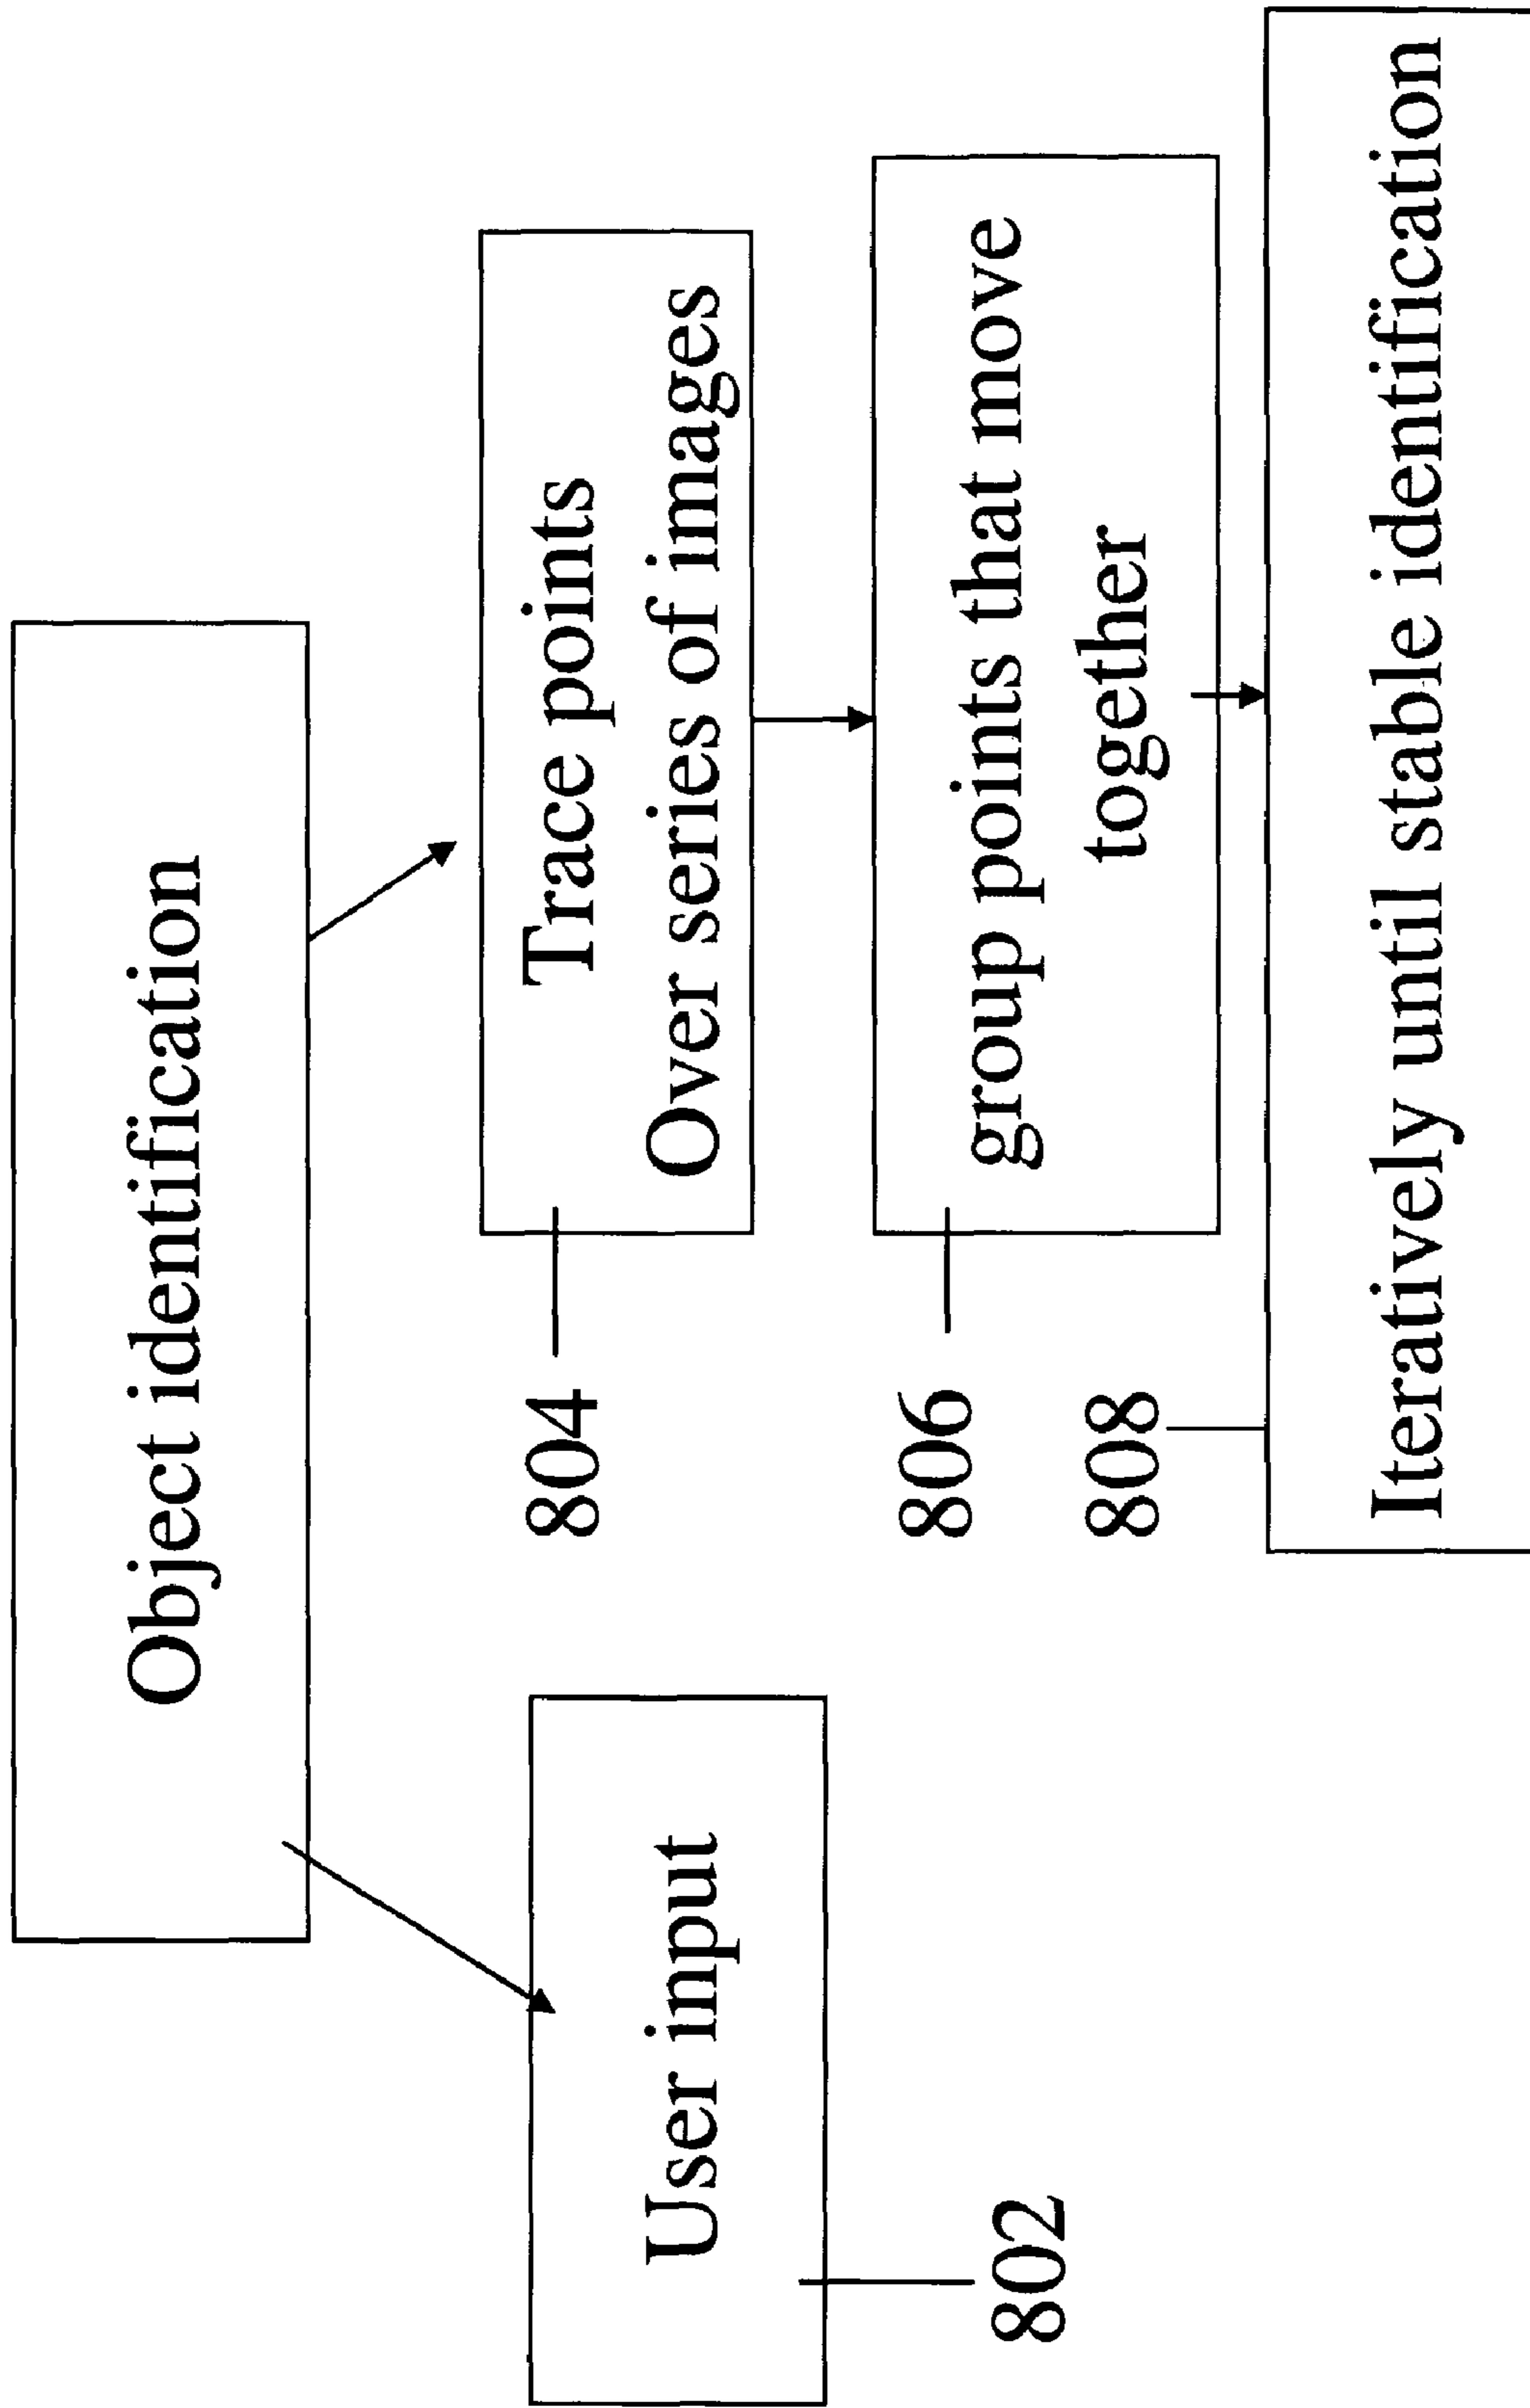 Object identification
User input
802
804
Trace points
Over series of images
806
group points that move
together
808
Iteratively until stable identification